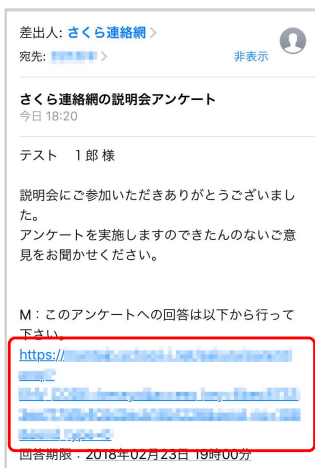 差出人: さくら連絡網
宛先:
非表示
さくら連絡網の説明会アンケート
今日 18:20
テスト　１郎 様
説明会にご参加いただきありがとうございまし
た。
アンケートを実施しますのできたんのないご意
見をお聞かせください。
M：このアンケートへの回答は以下から行って
下さい。
https://
回答期限：2018年02月23日 19時00分